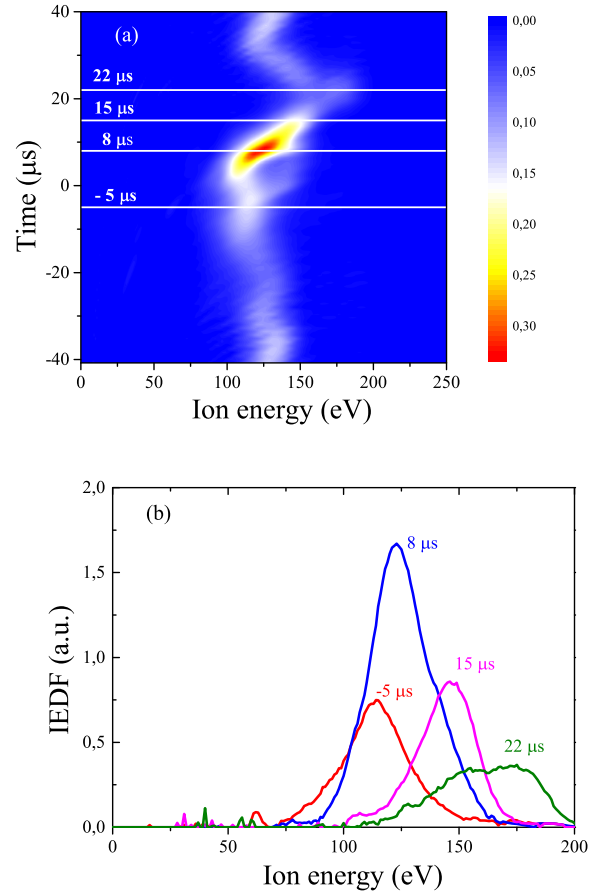 (a)
40
20
0
-20
-40
Time (μs)
22 μs
15 μs
8 μs
- 5 μs
0
50
100
150
200
250
Ion energy (eV)
0,00
0,05
0,10
0,15
0,20
0,25
0,30
(b)
2,0
1,5
1,0
0,5
0,0
IEDF (a.u.)
8 μs
15 μs
-5 μs
22 μs
0
50
100
150
200
Ion energy (eV)